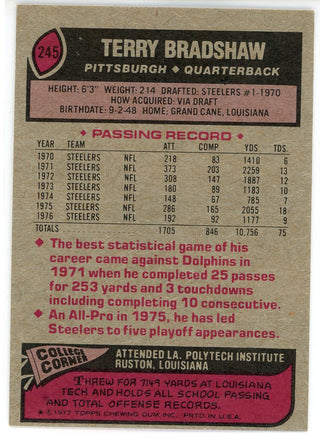 245
TERRY BRADSHAW
PITTSBURGH ◆ QUARTERBACK
HEIGHT: 6'3" WEIGHT: 214 DRAFTED: STEELERS #1-1970
HOW ACQUIRED: VIA DRAFT
BIRTHDATE: 9-2-48 HOME: GRAND CANE, LOUISIANA
◆ PASSING RECORD ◆
YEAR TEAM ATT. COMP. YDS. TDS
1970 STEELERS NFL 218 83 1410 6
1971 STEELERS NFL 373 203 2259 13
1972 STEELERS NFL 308 147 1887 12
1973 STEELERS NFL 180 89 1183 10
1974 STEELERS NFL 148 67 785 7
1975 STEELERS NFL 286 165 2055 18
1976 STEELERS NFL 192 92 1177 9
TOTALS 1705 846 10,756 75
◆ The best statistical game of his
career came against Dolphins in
1971 when he completed 25 passes
for 253 yards and 3 touchdowns
including completing 10 consecutive.
◆ An All-Pro in 1975, he has led
Steelers to five playoff appearances.
COLLEGE
CORNER
ATTENDED LA. POLYTECH INSTITUTE
RUSTON, LOUISIANA
THREW FOR 7149 YARDS AT LOUISIANA
TECH AND HOLDS ALL SCHOOL PASSING
AND TOTAL OFFENSE RECORDS.
© 1977 TOPPS CHEWING GUM, INC. PRTD. IN U.S.A.